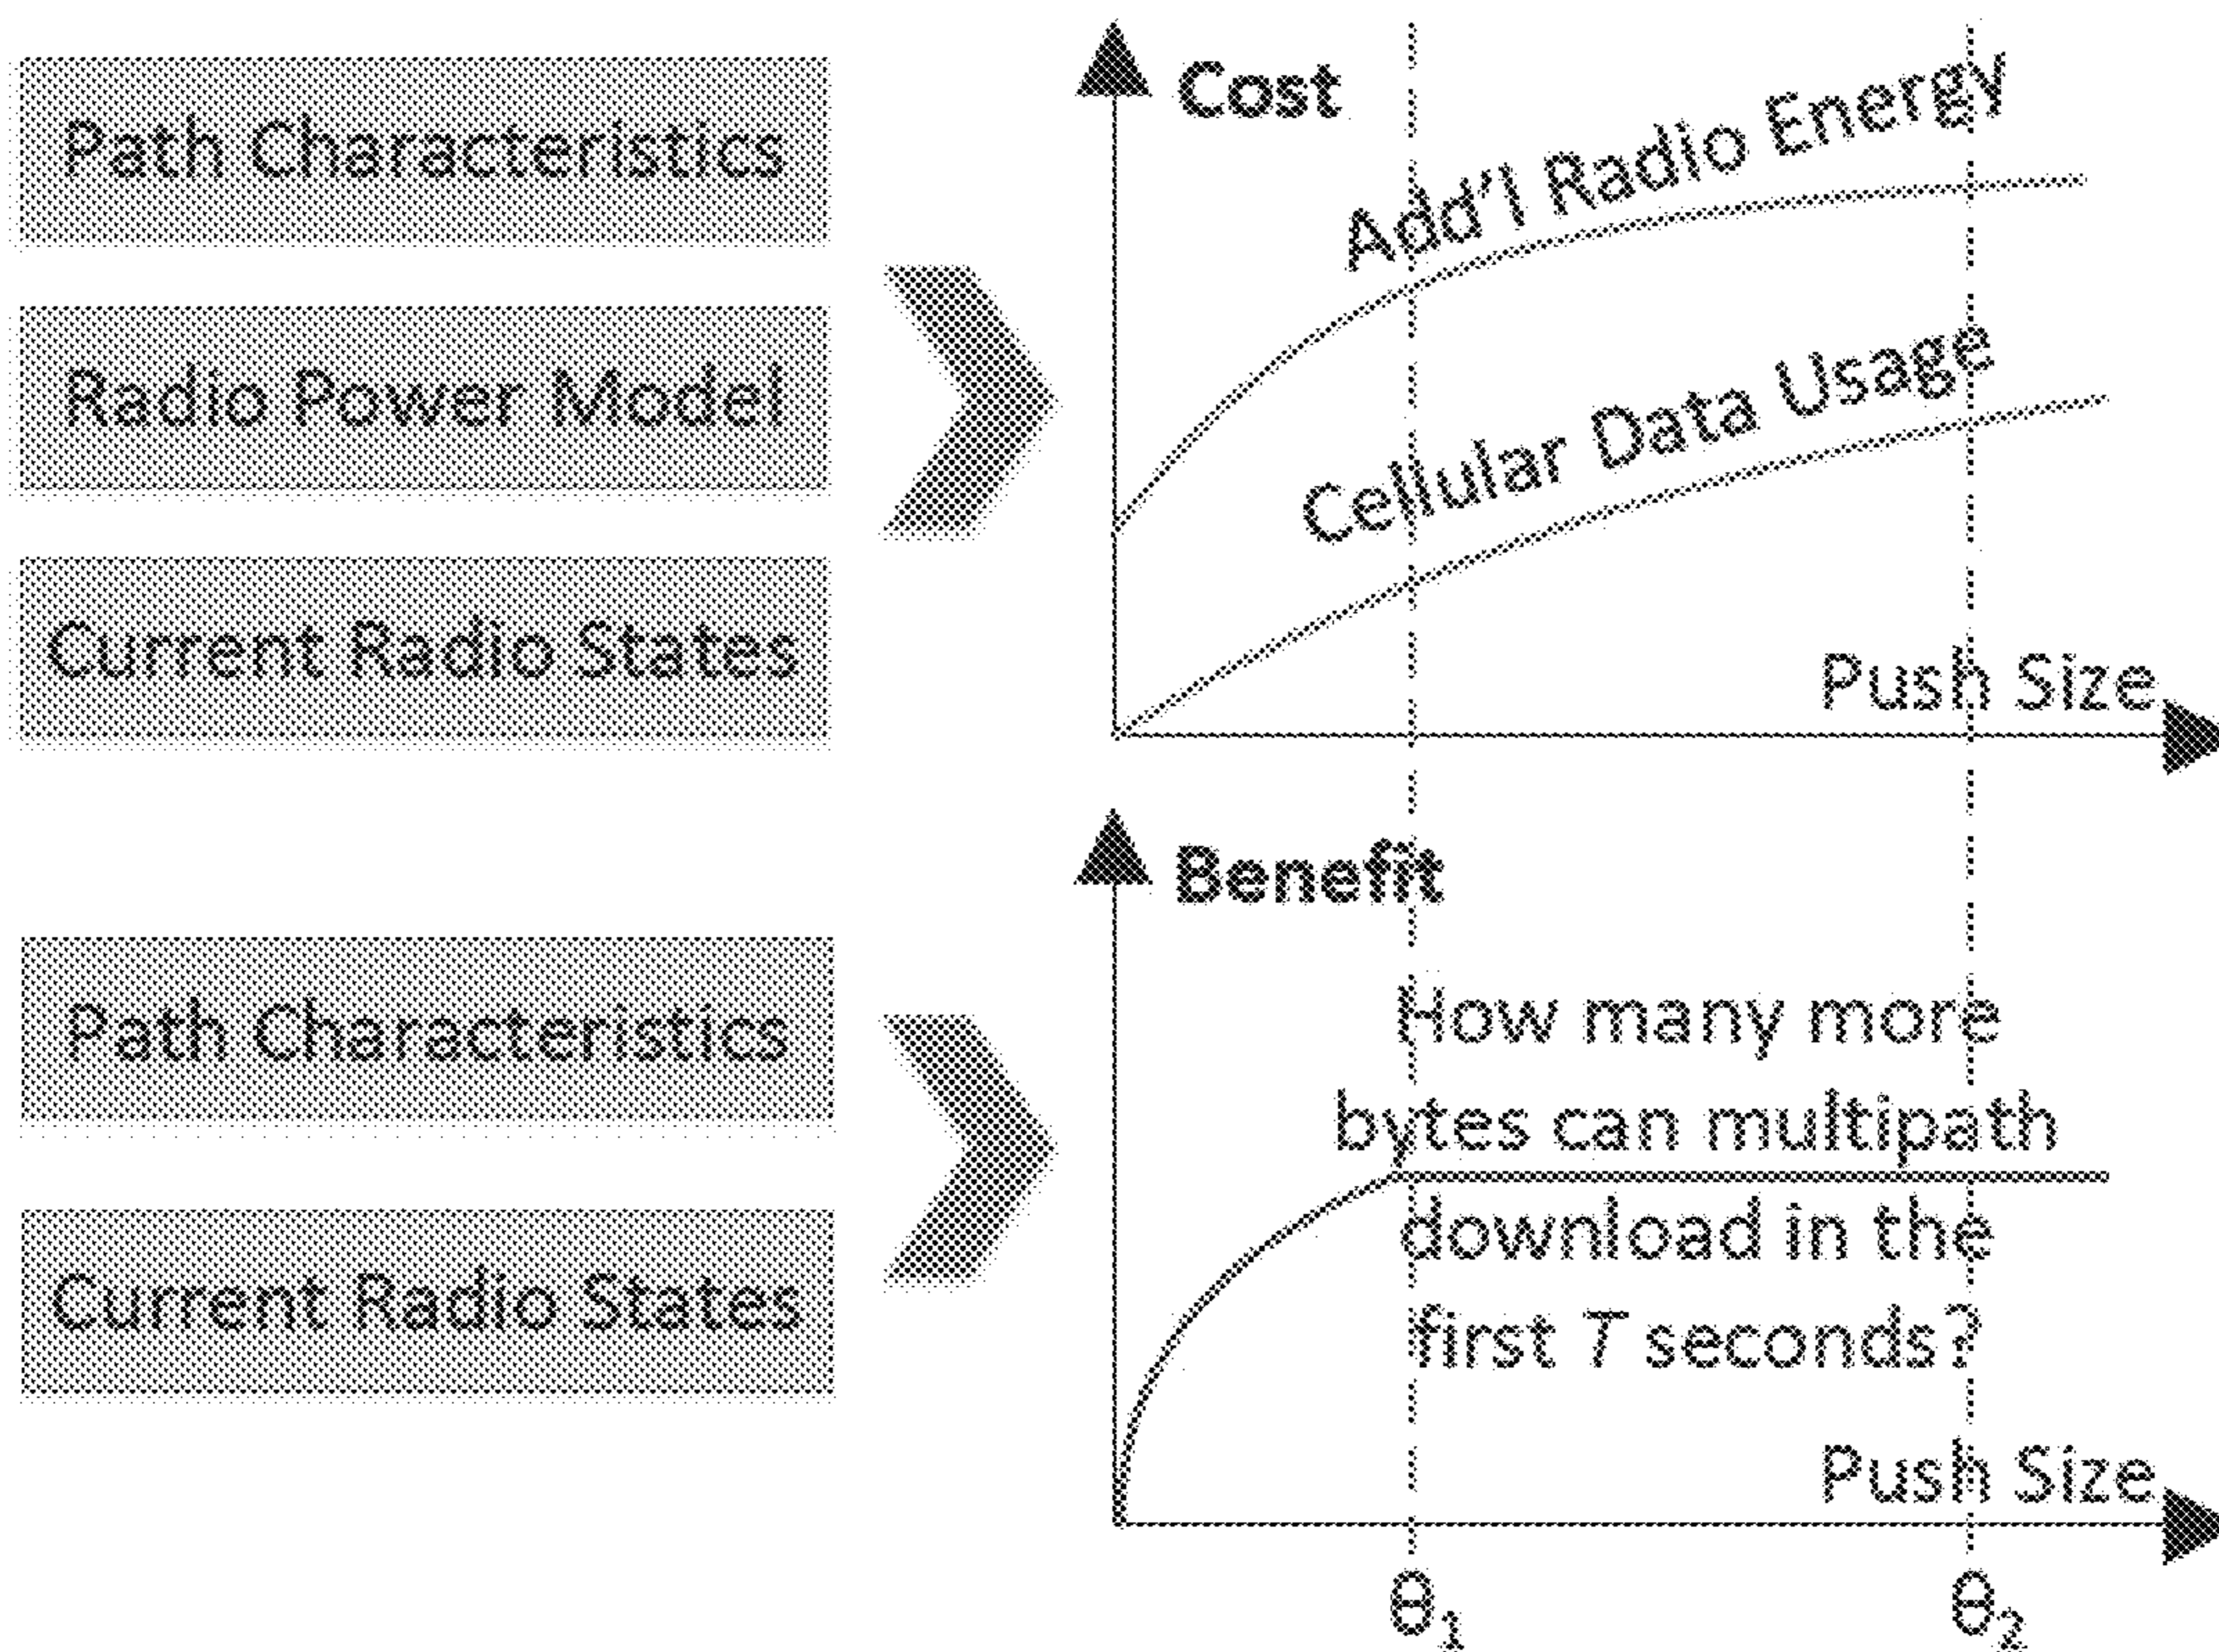 Path Characteristics
Radio Power Model
Current Radio States
Cost
Add'l Radio Energy
Cellular Data Usage
Push Size
Path Characteristics
Current Radio States
Benefit
How many more
bytes can multipath
download in the
first T seconds?
Push Size
θ₁
θ₂